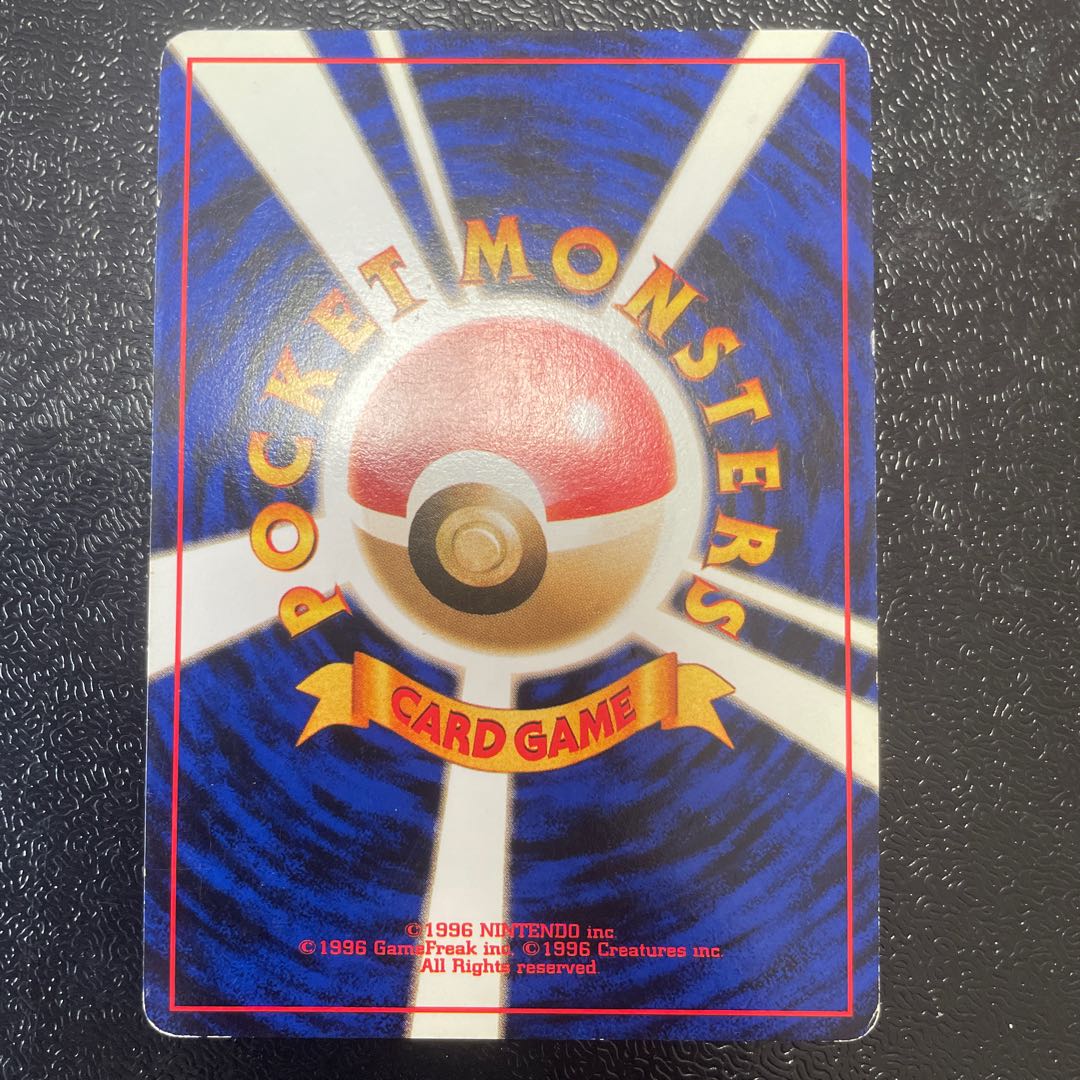 POCKET MONSTERS
CARD GAME
©1996 NINTENDO inc.
©1996 GameFreak inc. ©1996 Creatures inc.
All Rights reserved.